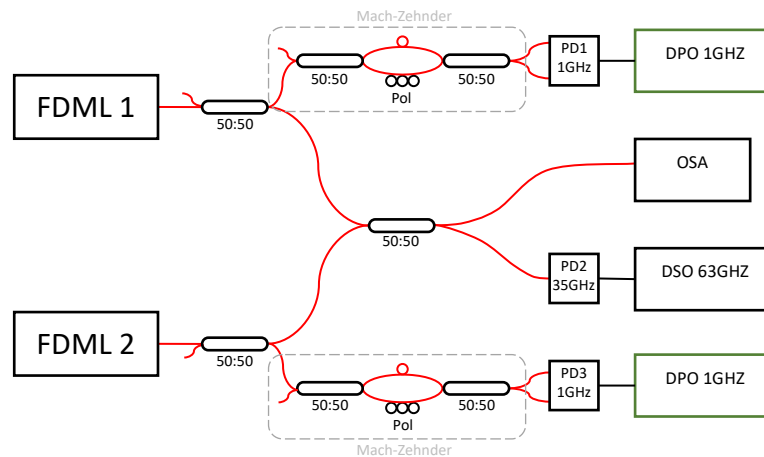 Mach-Zehnder
FDML 1
50:50
50:50
Pol
50:50
PD1
1GHz
DPO 1GHZ
OSA
50:50
PD2
35GHz
DSO 63GHZ
FDML 2
50:50
50:50
Pol
50:50
PD3
1GHz
DPO 1GHZ
Mach-Zehnder